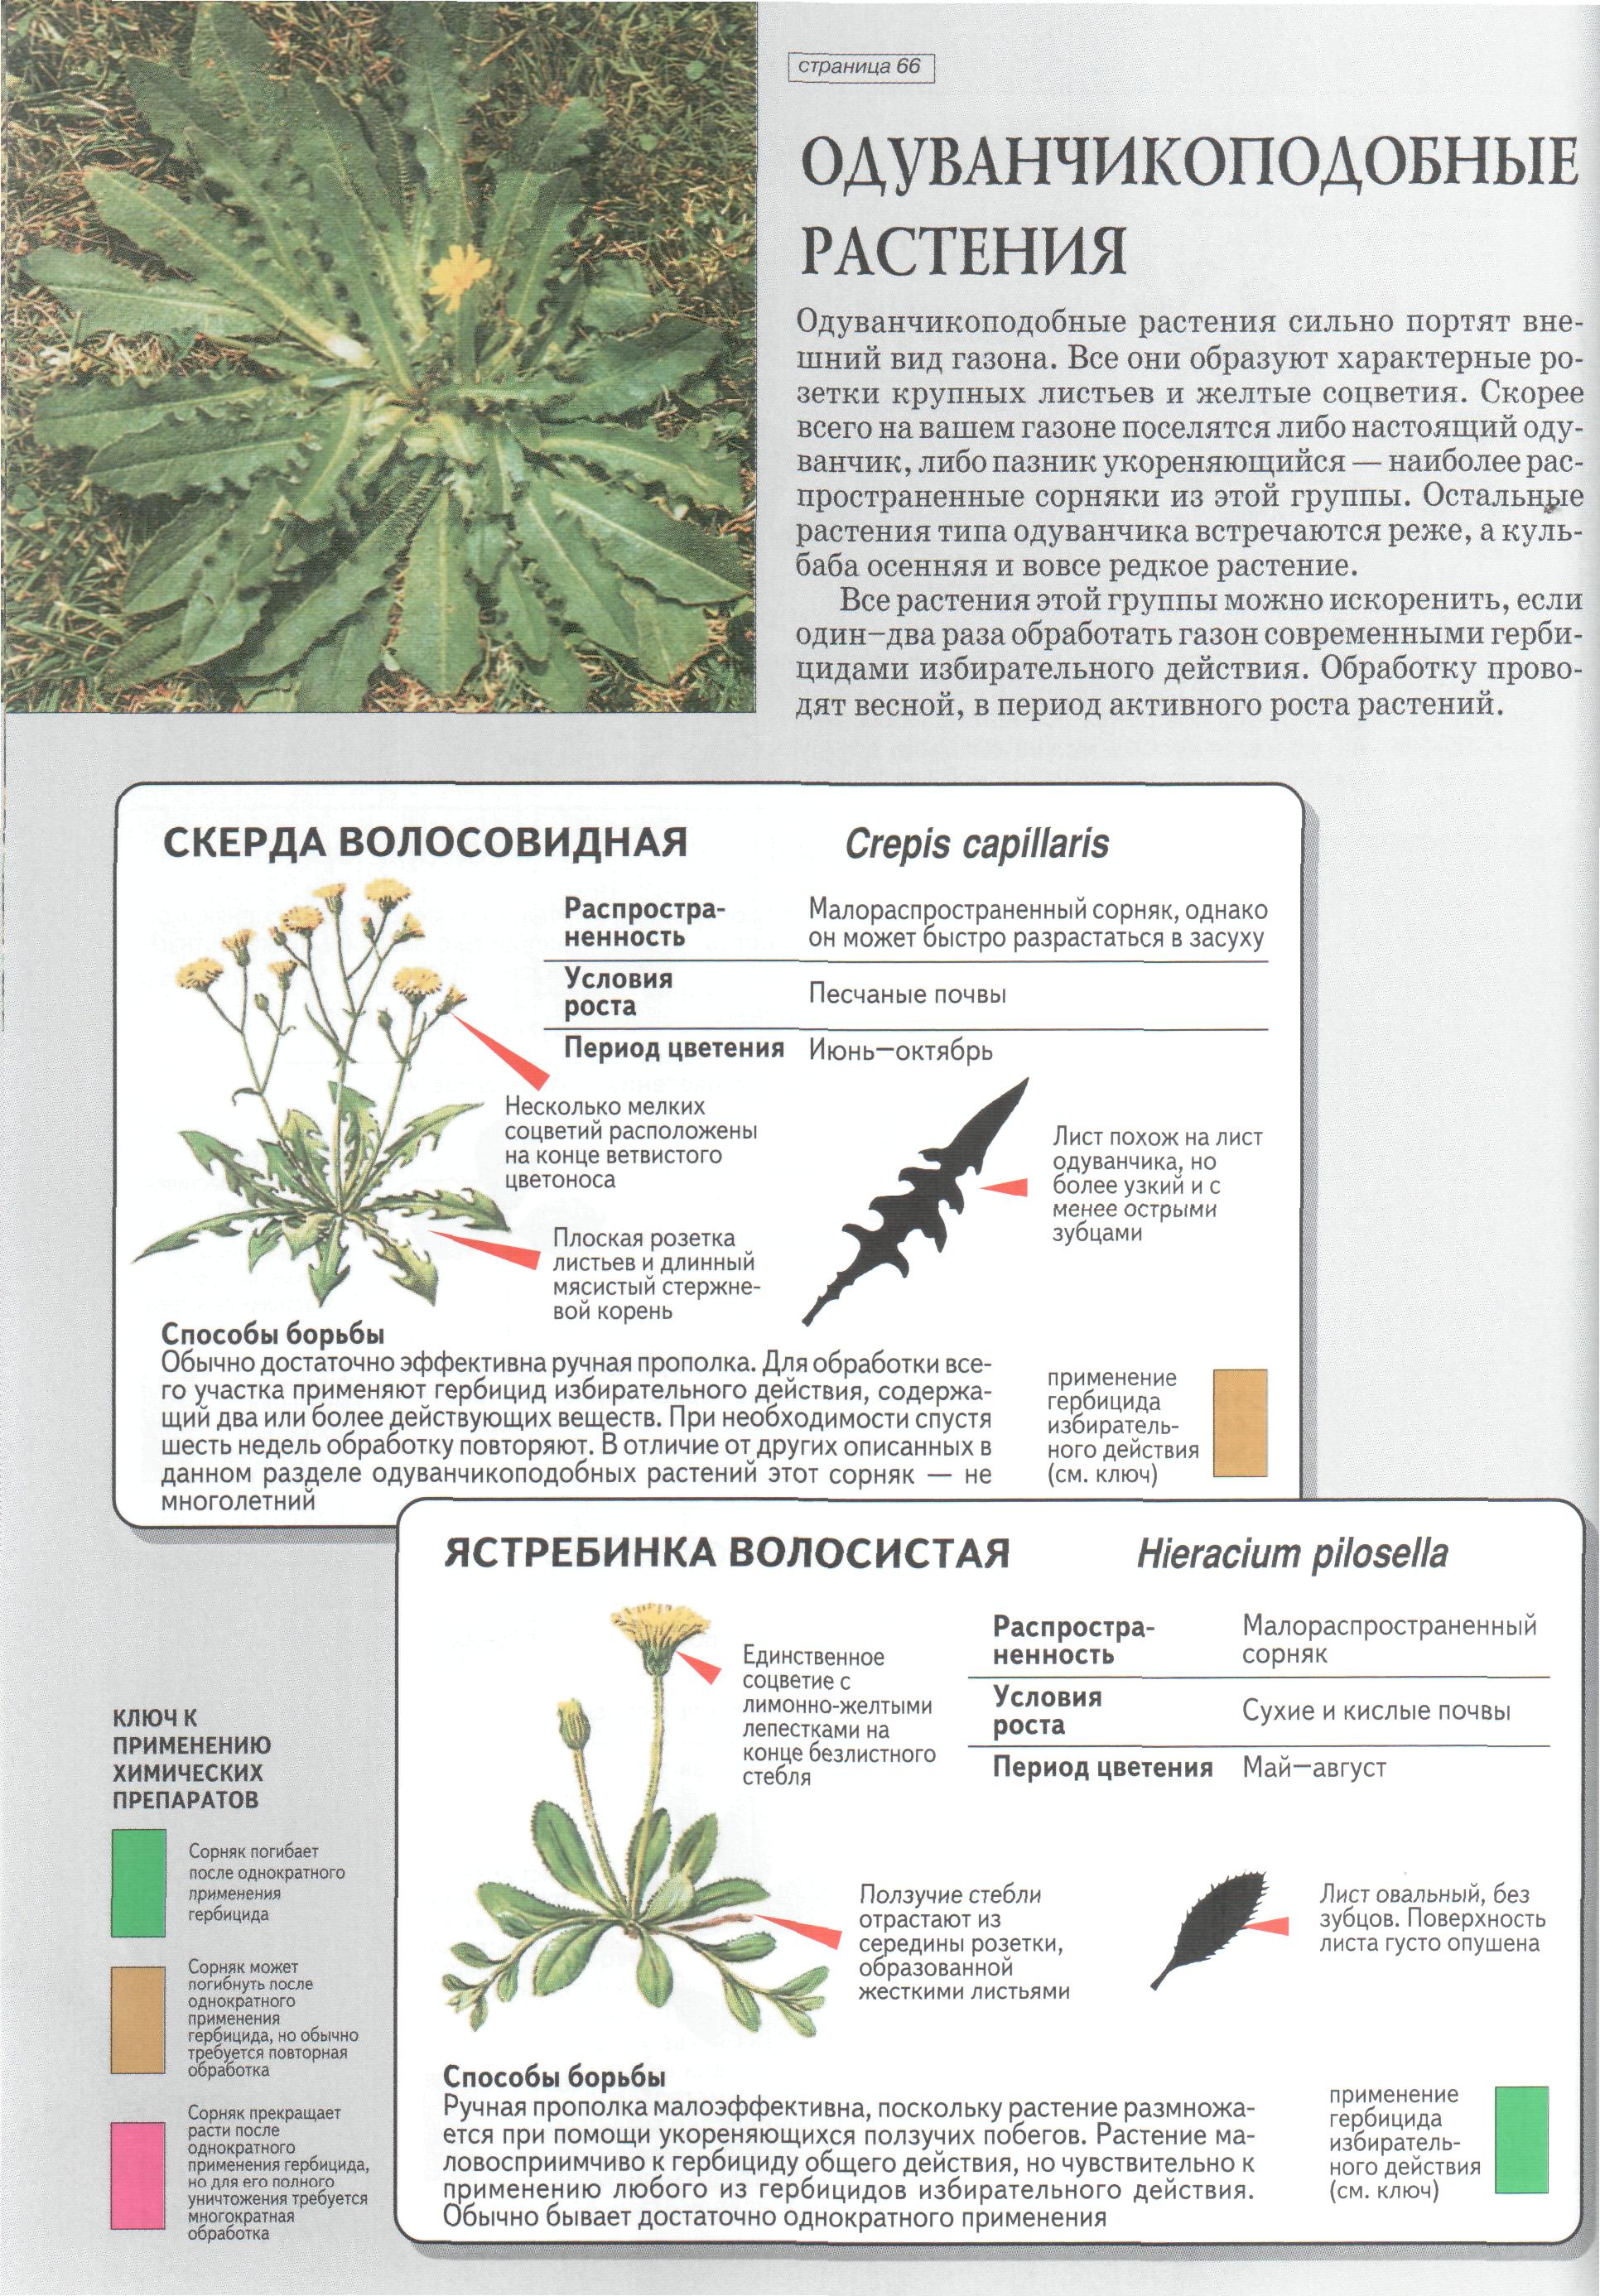 страница 66
ОДУВАНЧИКОПОДОБНЫЕ
РАСТЕНИЯ
Одуванчикоподобные растения сильно портят вне-
шний вид газона. Все они образуют характерные ро-
зетки крупных листьев и желтые соцветия. Скорее
всего на вашем газоне поселятся либо настоящий оду-
ванчик, либо пазник укореняющийся — наиболее рас-
пространенные сорняки из этой группы. Остальные
растения типа одуванчика встречаются реже, а куль-
баба осенняя и вовсе редкое растение.
Все растения этой группы можно искоренить, если
один–два раза обработать газон современными герби-
цидами избирательного действия. Обработку прово-
дят весной, в период активного роста растений.
СКЕРДА ВОЛОСОВИДНАЯ
Crepis capillaris
Распростра-
ненность
Малораспространенный сорняк, однако
он может быстро разрастаться в засуху
Условия
роста
Песчаные почвы
Период цветения
Июнь–октябрь
Несколько мелких
соцветий расположены
на конце ветвистого
цветоноса
Лист похож на лист
одуванчика, но
более узкий и с
менее острыми
зубцами
Плоская розетка
листьев и длинный
мясистый стержне-
вой корень
Способы борьбы
Обычно достаточно эффективна ручная прополка. Для обработки все-
го участка применяют гербицид избирательного действия, содержа-
щий два или более действующих веществ. При необходимости спустя
шесть недель обработку повторяют. В отличие от других описанных в
данном разделе одуванчикоподобных растений этот сорняк — не
многолетний
применение
гербицида
избиратель-
ного действия
(см. ключ)
ЯСТРЕБИНКА ВОЛОСИСТАЯ
Hieracium pilosella
Распростра-
ненность
Малораспространенный
сорняк
Условия
роста
Сухие и кислые почвы
Период цветения
Май–август
Единственное
соцветие с
лимонно-желтыми
лепестками на
конце безлистного
стебля
Ползучие стебли
отрастают из
середины розетки,
образованной
жесткими листьями
Лист овальный, без
зубцов. Поверхность
листа густо опушена
Способы борьбы
Ручная прополка малоэффективна, поскольку растение размножа-
ется при помощи укореняющихся ползучих побегов. Растение ма-
ловосприимчиво к гербициду общего действия, но чувствительно к
применению любого из гербицидов избирательного действия.
Обычно бывает достаточно однократного применения
применение
гербицида
избиратель-
ного действия
(см. ключ)
КЛЮЧ К
ПРИМЕНЕНИЮ
ХИМИЧЕСКИХ
ПРЕПАРАТОВ
Сорняк погибает
после однократного
применения
гербицида
Сорняк может
погибнуть после
однократного
применения
гербицида, но обычно
требуется повторная
обработка
Сорняк прекращает
расти после
однократного
применения гербицида,
но для его полного
уничтожения требуется
многократная
обработка